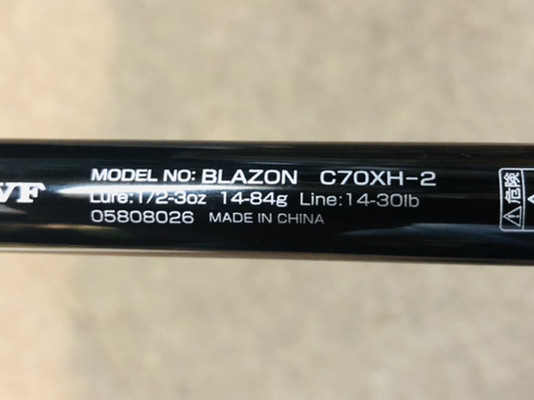 VF
MODEL NO: BLAZON C70XH-2
Lure:1/2-3oz 14-84g Line:14-30lb
05808026 MADE IN CHINA
危険